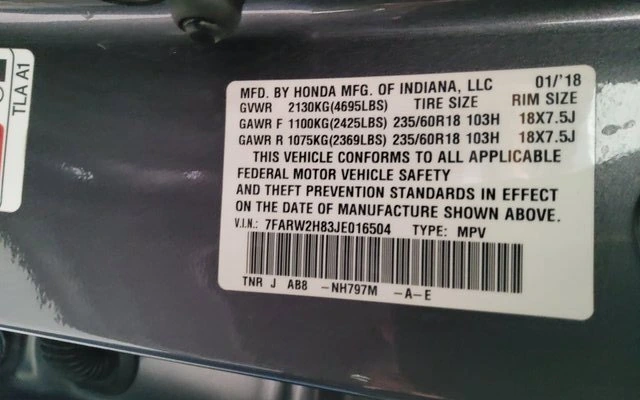 TLA A1
MFD. BY HONDA MFG. OF INDIANA, LLC 01/'18
GVWR 2130KG(4695LBS) TIRE SIZE RIM SIZE
GAWR F 1100KG(2425LBS) 235/60R18 103H 18X7.5J
GAWR R 1075KG(2369LBS) 235/60R18 103H 18X7.5J
THIS VEHICLE CONFORMS TO ALL APPLICABLE
FEDERAL MOTOR VEHICLE SAFETY
AND THEFT PREVENTION STANDARDS IN EFFECT
ON THE DATE OF MANUFACTURE SHOWN ABOVE.
V.I.N.: 7FARW2H83JE016504 TYPE: MPV
TNR J AB8 -NH797M -A-E